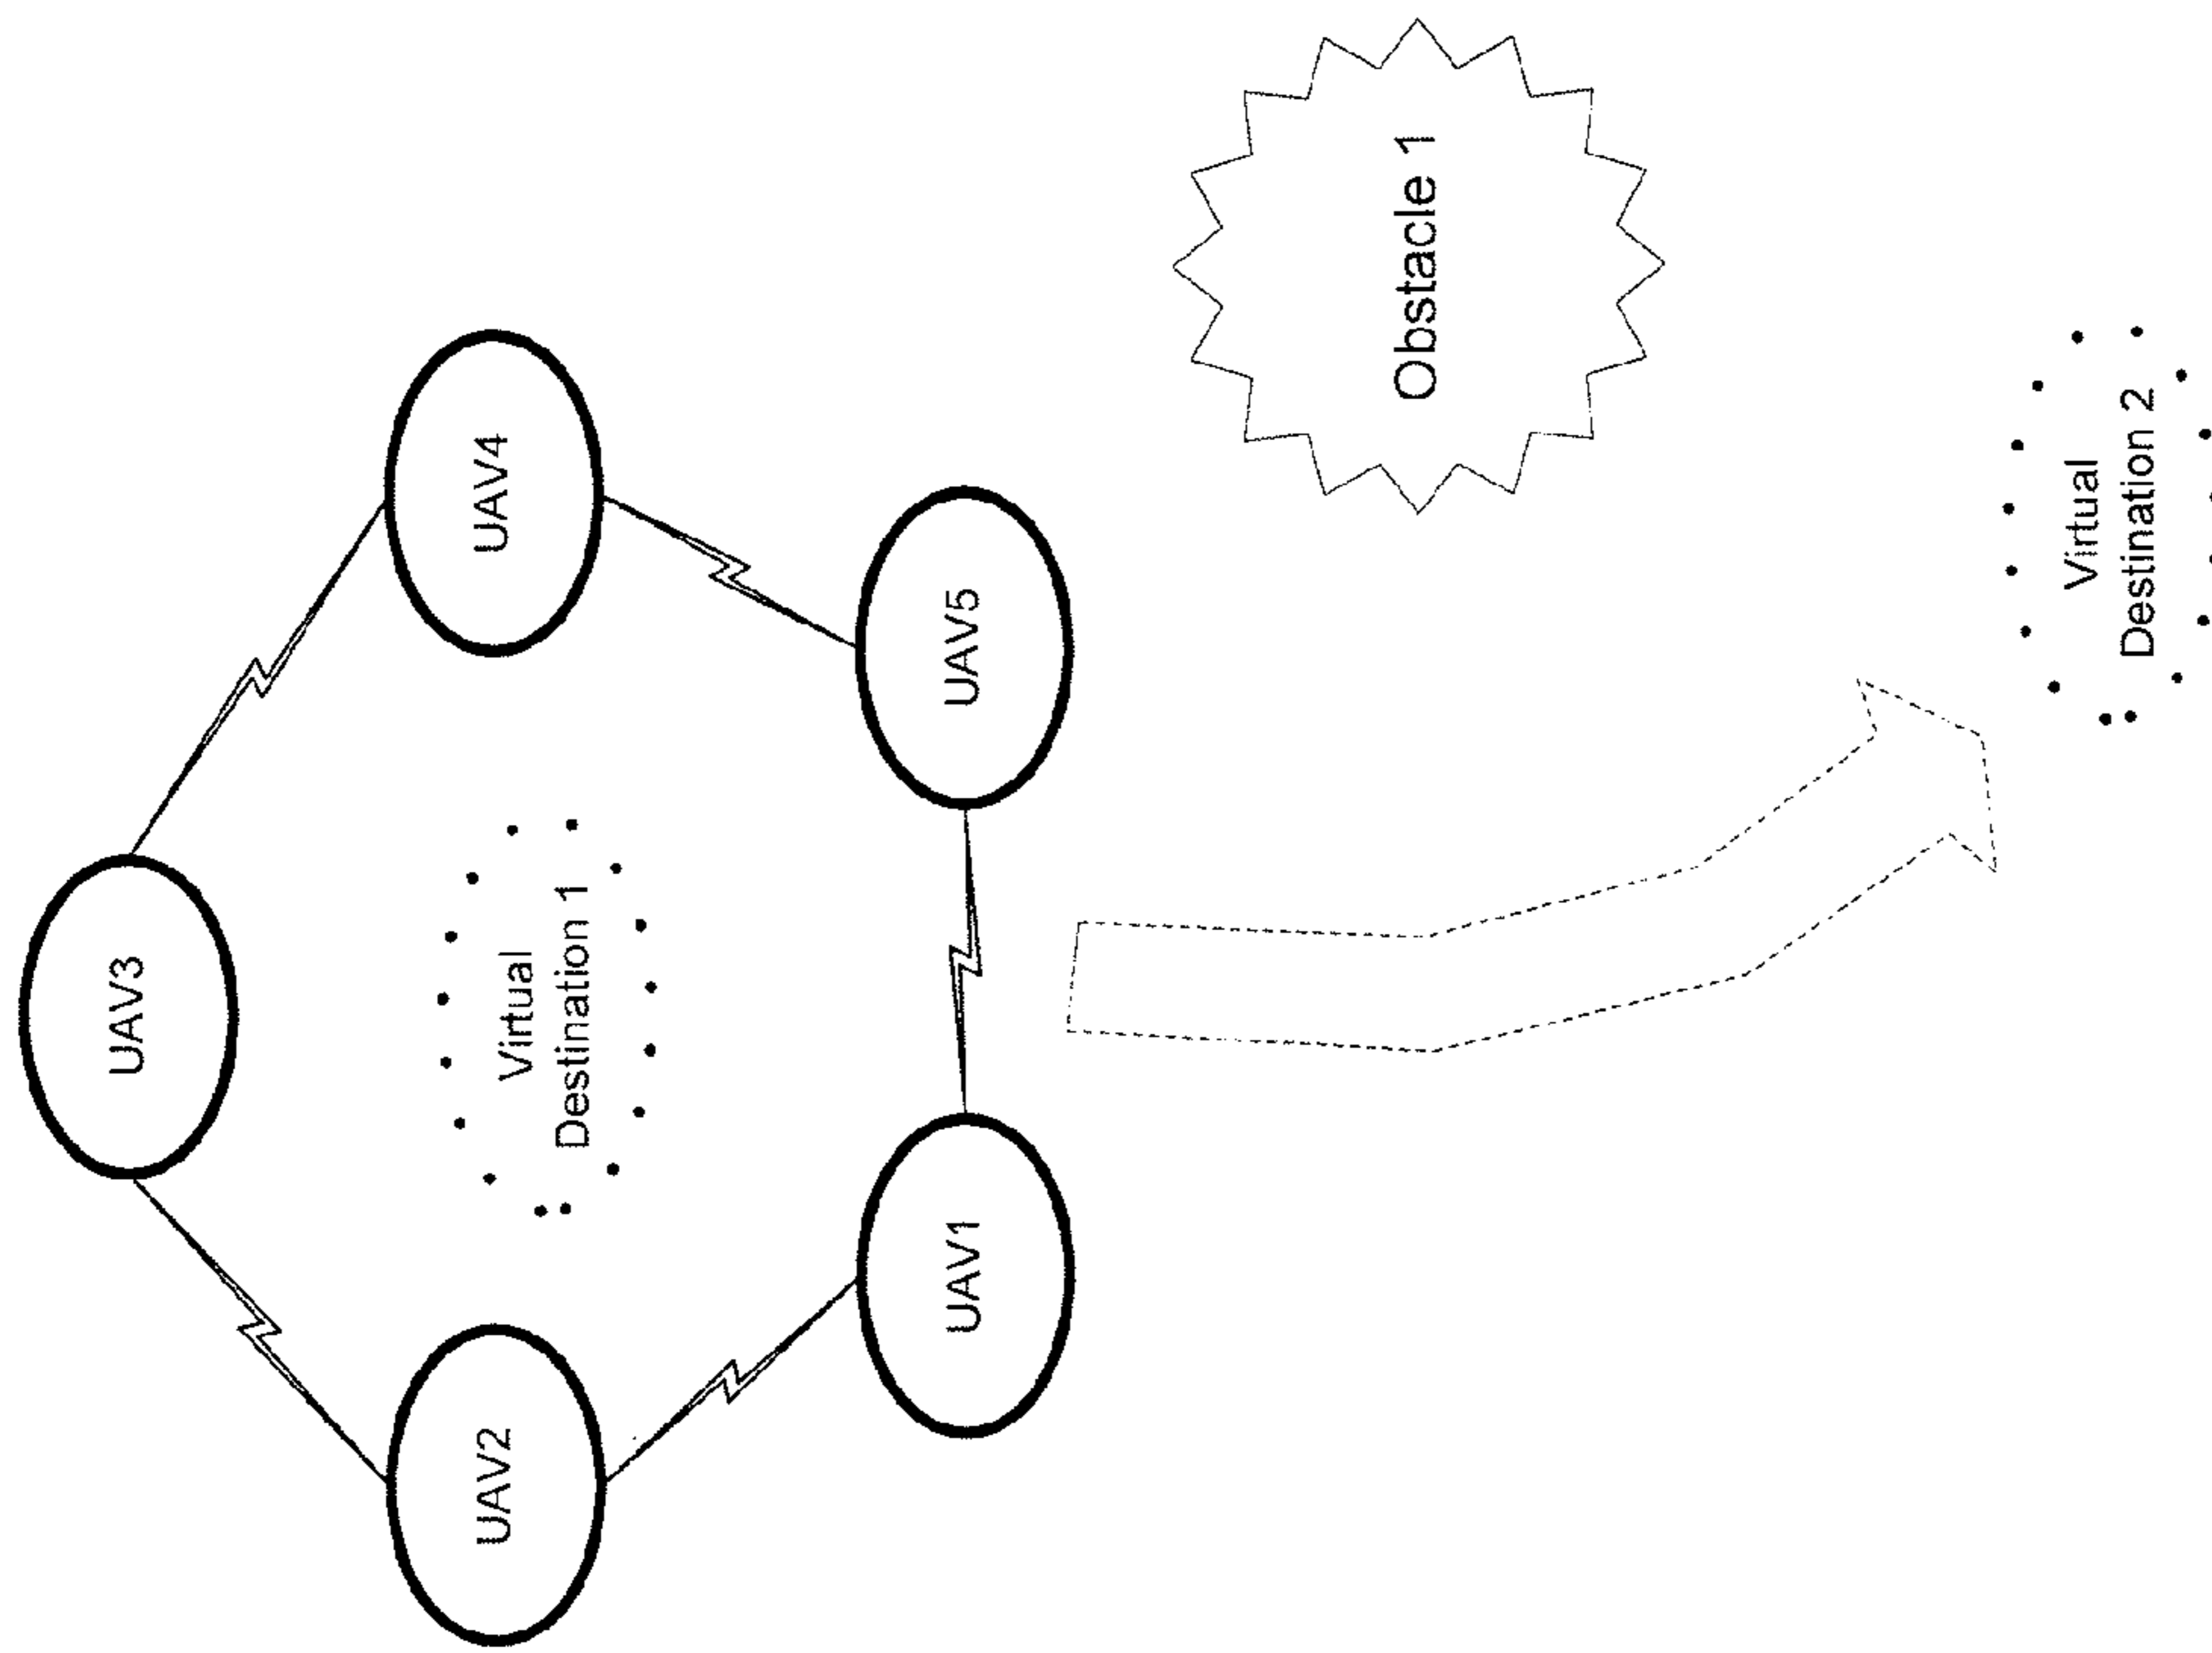 UAV3
UAV2
UAV4
Virtual
Destination 1
UAV1
UAV5
Obstacle 1
Virtual
Destination 2